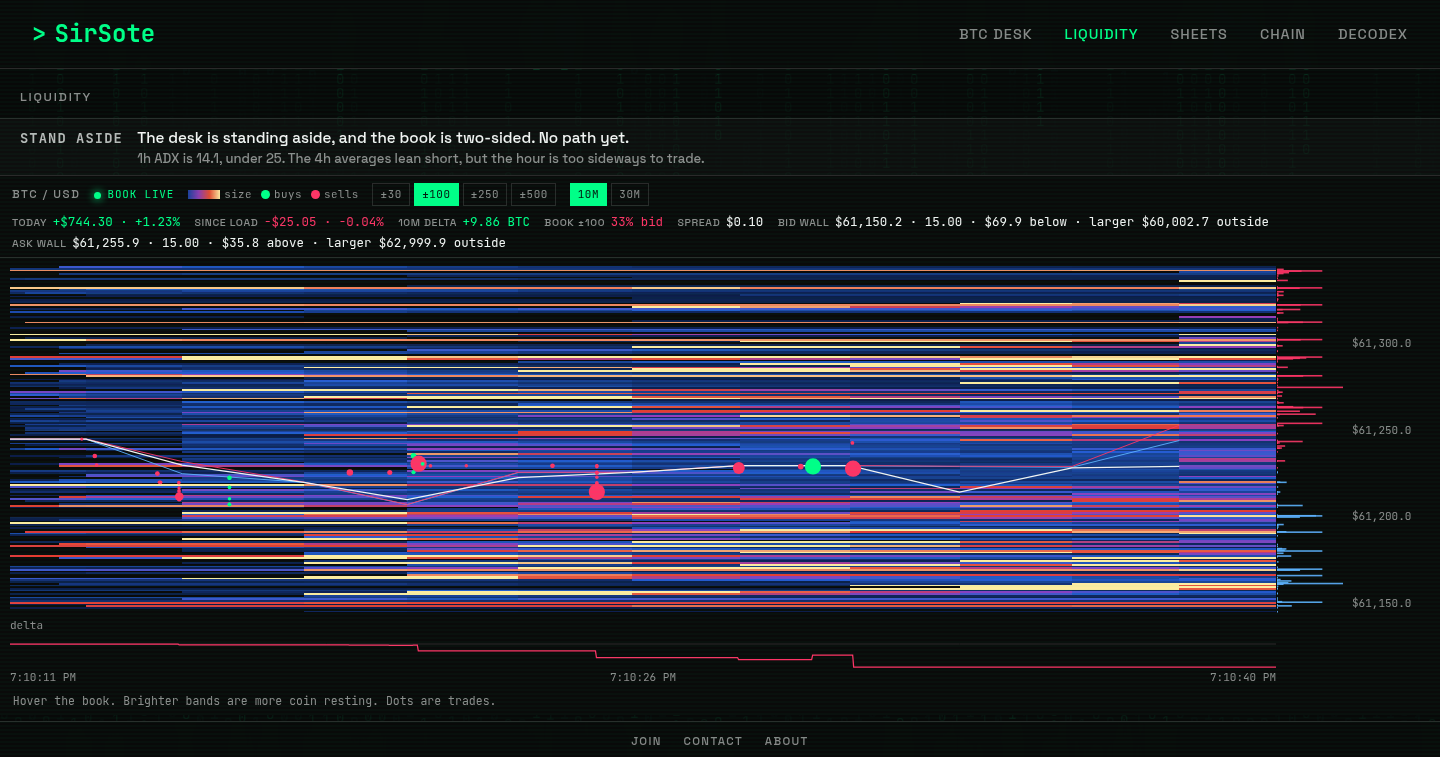 > SirSote
BTC DESK LIQUIDITY SHEETS CHAIN DECODEX
LIQUIDITY
STAND ASIDE The desk is standing aside, and the book is two-sided. No path yet.
1h ADX is 14.1, under 25. The 4h averages lean short, but the hour is too sideways to trade.
BTC / USD BOOK LIVE size buys sells ±30 ±100 ±250 ±500 10M 30M
TODAY +$744.30 · +1.23% SINCE LOAD -$25.05 · -0.04% 10M DELTA +9.86 BTC BOOK ±100 33% bid SPREAD $0.10 BID WALL $61,150.2 · 15.00 · $69.9 below · larger $60,002.7 outside
ASK WALL $61,255.9 · 15.00 · $35.8 above · larger $62,999.9 outside
$61,300.0
$61,250.0
$61,200.0
$61,150.0
delta
7:10:11 PM 7:10:26 PM 7:10:40 PM
Hover the book. Brighter bands are more coin resting. Dots are trades.
JOIN CONTACT ABOUT